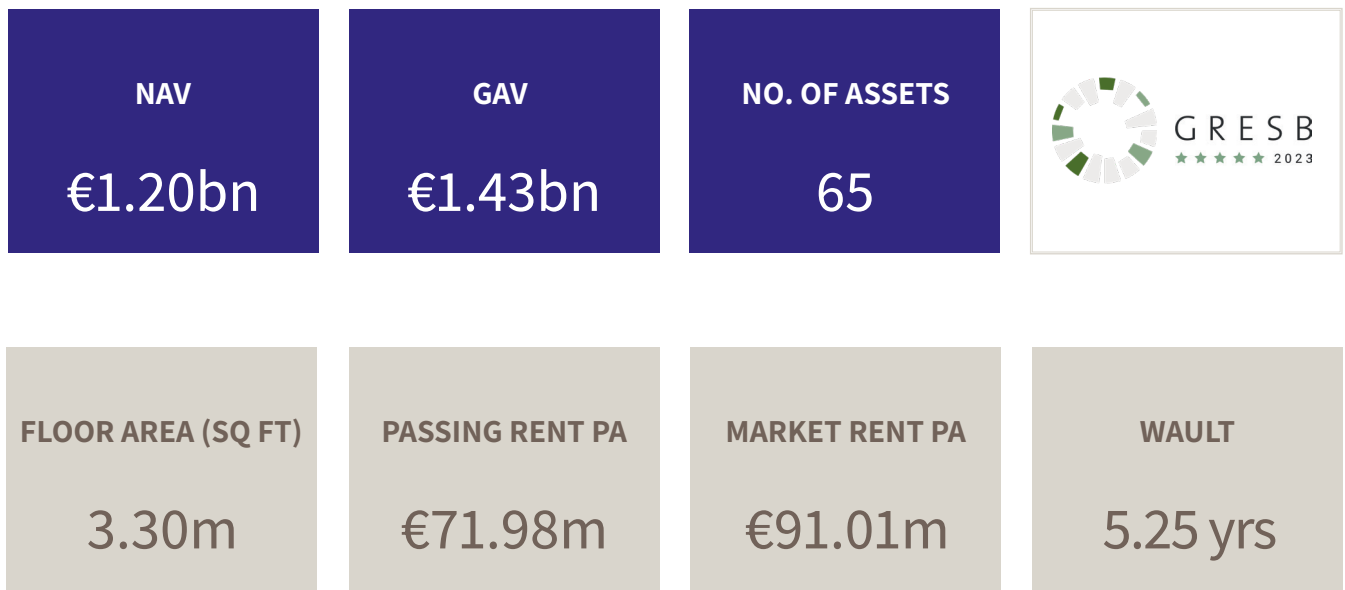 NAV
€1.20bn
GAV
€1.43bn
NO. OF ASSETS
65
GRESB
★★★★★ 2023
FLOOR AREA (SQ FT)
3.30m
PASSING RENT PA
€71.98m
MARKET RENT PA
€91.01m
WAULT
5.25 yrs